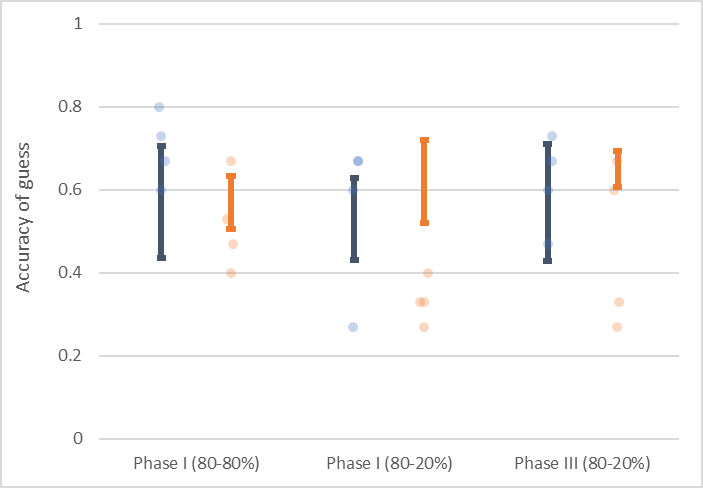 1
0.8
0.6
0.4
0.2
0
Accuracy of guess
Phase I (80-80%)
Phase I (80-20%)
Phase III (80-20%)